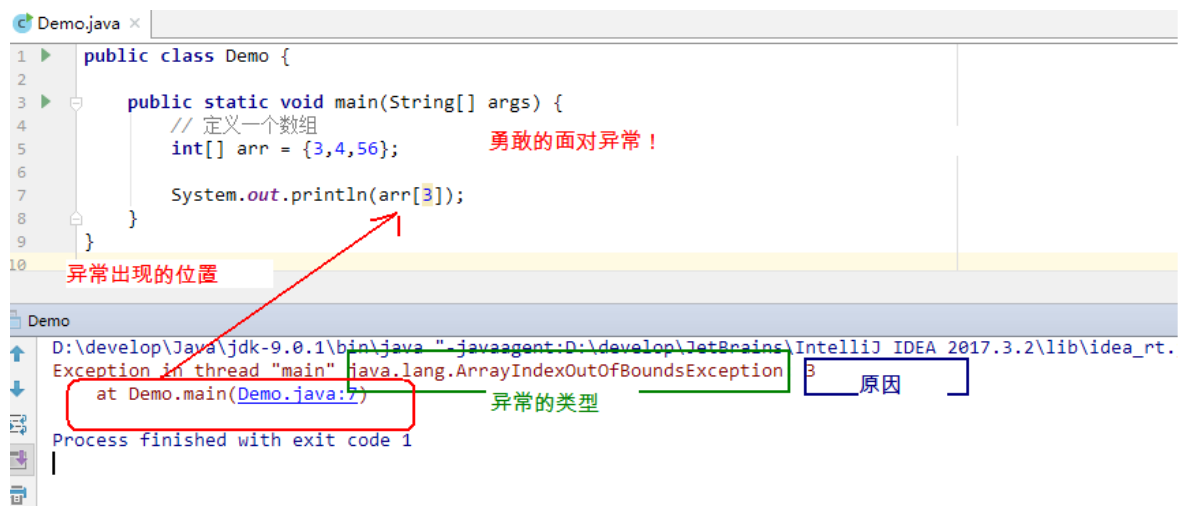 Demo.java ×
1 public class Demo {
2
3 public static void main(String[] args) {
4 // 定义一个数组
勇敢的面对异常！
5 int[] arr = {3,4,56};
6
7 System.out.println(arr[3]);
8 }
9 }
10
异常出现的位置
Demo
D:\develop\Java\jdk-9.0.1\bin\java "-javaagent:D:\develop\JetBrains\IntelliJ IDEA 2017.3.2\lib\idea_rt.
Exception in thread "main" java.lang.ArrayIndexOutOfBoundsException 3
原因
at Demo.main(Demo.java:7)
异常的类型
Process finished with exit code 1